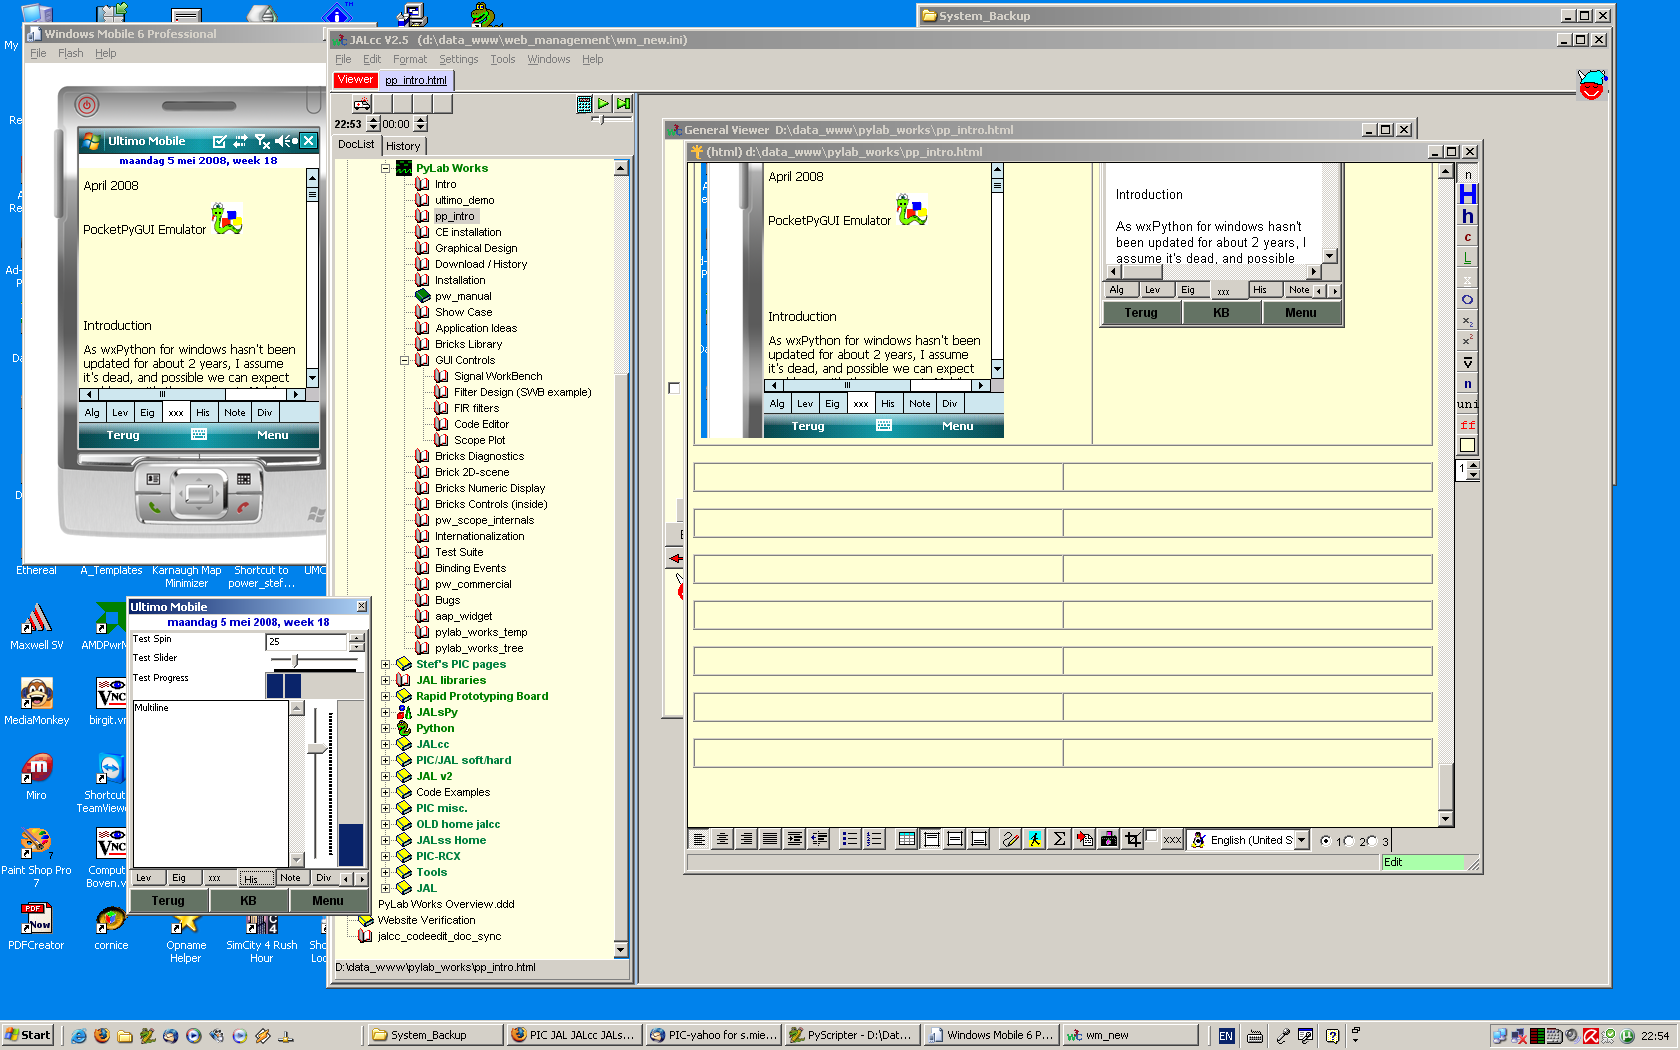 System_Backup
Windows Mobile 6 Professional
File Flash Help
JALcc V2.5 (d:\data_www\web_management\wm_new.ini)
File Edit Format Settings Tools Windows Help
Viewer pp_intro.html
22:53 00:00
DocList History
PyLab Works
Intro
ultimo_demo
pp_intro
CE installation
Graphical Design
Download / History
Installation
pw_manual
Show Case
Application Ideas
Bricks Library
GUI Controls
Signal WorkBench
Filter Design (SWB example)
FIR filters
Code Editor
Scope Plot
Bricks Diagnostics
Brick 2D-scene
Bricks Numeric Display
Bricks Controls (inside)
pw_scope_internals
Internationalization
Test Suite
Binding Events
pw_commercial
Bugs
aap_widget
pylab_works_temp
pylab_works_tree
Stef's PIC pages
JAL libraries
Rapid Prototyping Board
JALsPy
Python
JALcc
PIC/JAL soft/hard
JAL v2
Code Examples
PIC misc.
OLD home jalcc
JALss Home
PIC-RCX
Tools
JAL
PyLab Works Overview.ddd
Website Verification
jalcc_codeedit_doc_sync
D:\data_www\pylab_works\pp_intro.html
Ultimo Mobile
maandag 5 mei 2008, week 18
April 2008
PocketPyGUI Emulator
Introduction
As wxPython for windows hasn't been
updated for about 2 years, I assume
it's dead, and possible we can expect
Alg Lev Eig xxx His Note Div
Terug Menu
General Viewer D:\data_www\pylab_works\pp_intro.html
(html) d:\data_www\pylab_works\pp_intro.html
April 2008
PocketPyGUI Emulator
Introduction
As wxPython for windows hasn't been
updated for about 2 years, I assume
it's dead, and possible we can expect
Alg Lev Eig xxx His Note Div
Terug Menu
Introduction
As wxPython for windows hasn't
been updated for about 2 years, I
assume it's dead, and possible
Alg Lev Eig xxx His Note
Terug KB Menu
n
H
h
c
L
x
O
x2
x2
n
uni
ff
1
xxx English (United S 1 2 3
Edit
Ethereal
A_Templates
Karnaugh Map
Minimizer
Shortcut to
power_stef...
UMC
Maxwell SV
AMDPwrM
MediaMonkey
birgit.vn
Miro
Shortcut
TeamView
Paint Shop Pro
7
Comput
Boven.v
PDFCreator
cornice
Opname
Helper
SimCity 4 Rush
Hour
Ultimo Mobile
maandag 5 mei 2008, week 18
Test Spin 25
Test Slider
Test Progress
Multiline
Lev Eig xxx His Note Div
Terug KB Menu
Start System_Backup PIC JAL JALcc JALs... PIC-yahoo for s.mie... PyScripter - D:\Dat... Windows Mobile 6 P... wm_new EN 22:54